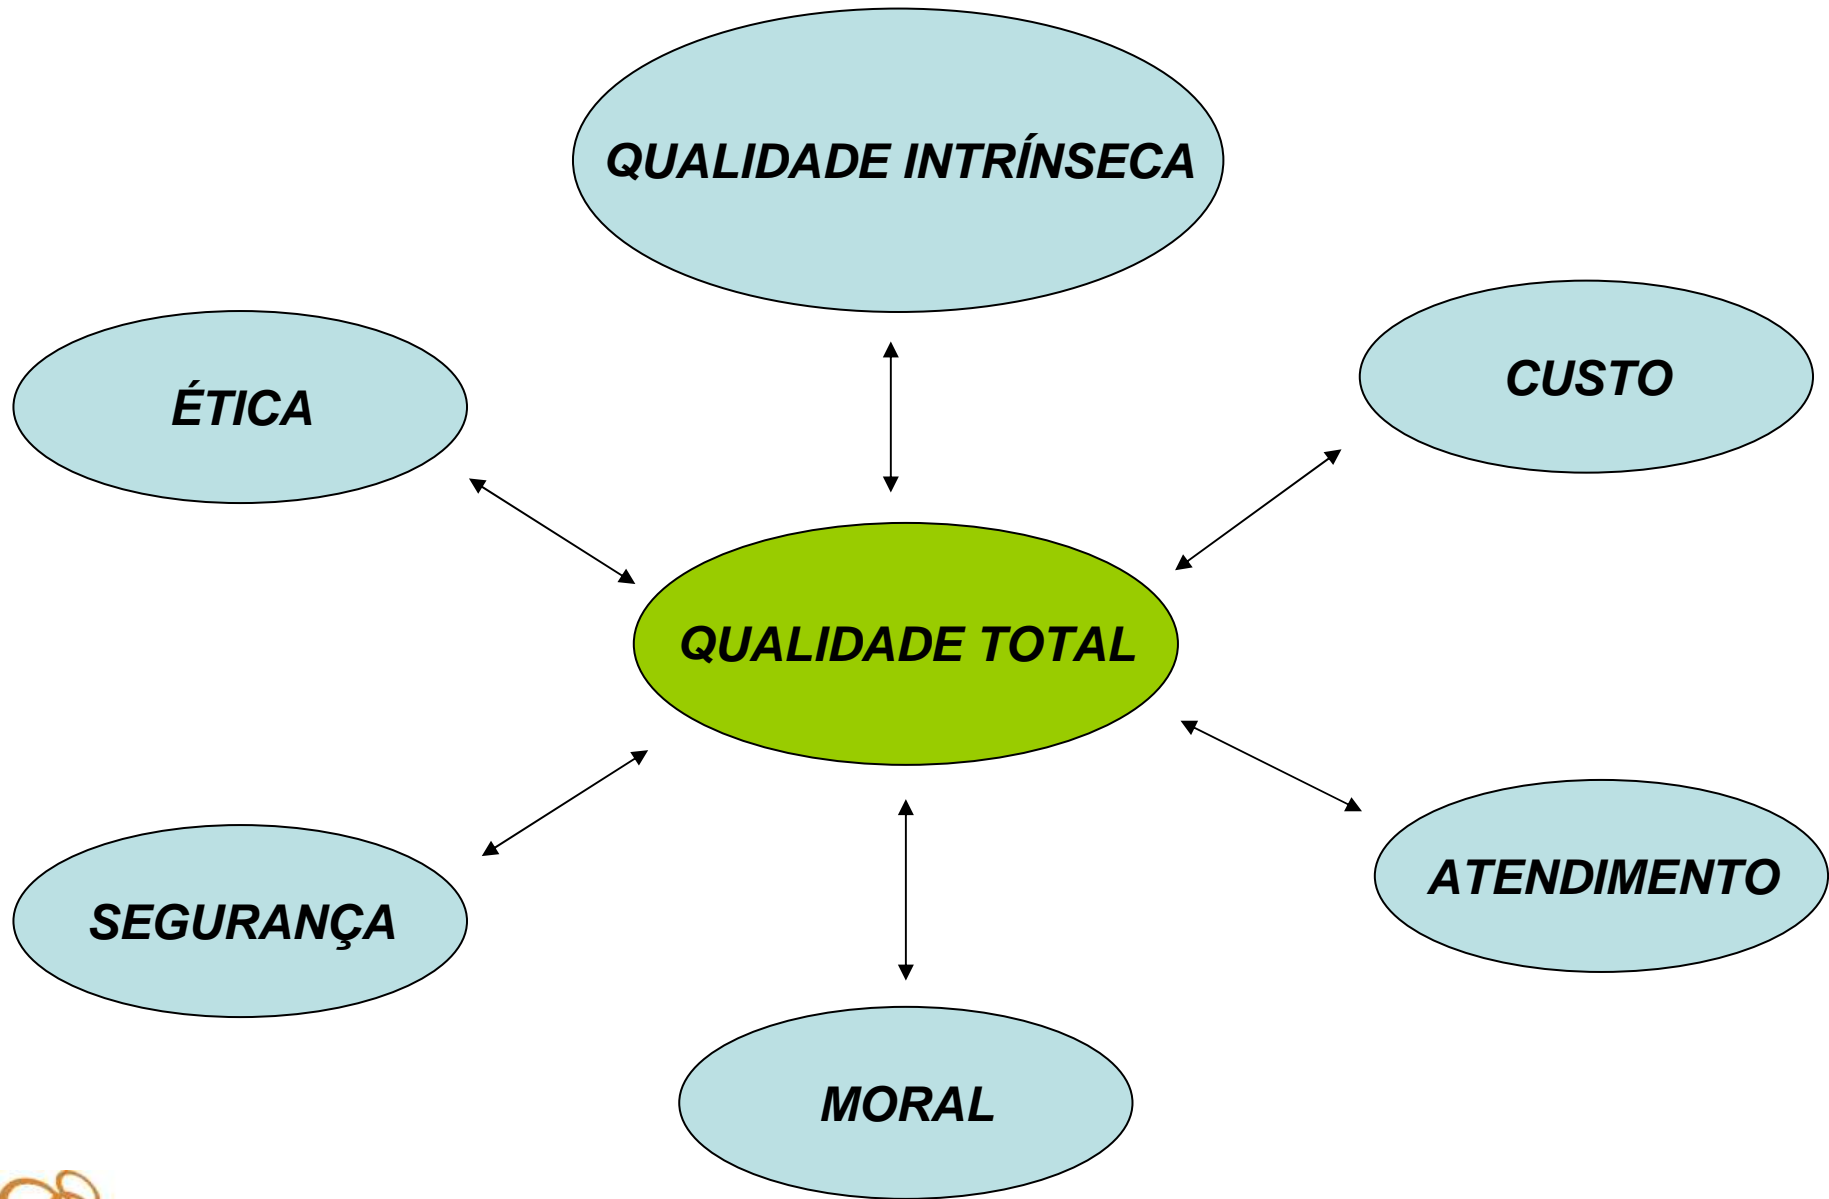 QUALIDADE INTRÍNSECA
CUSTO
ÉTICA
QUALIDADE TOTAL
ATENDIMENTO
SEGURANÇA
MORAL